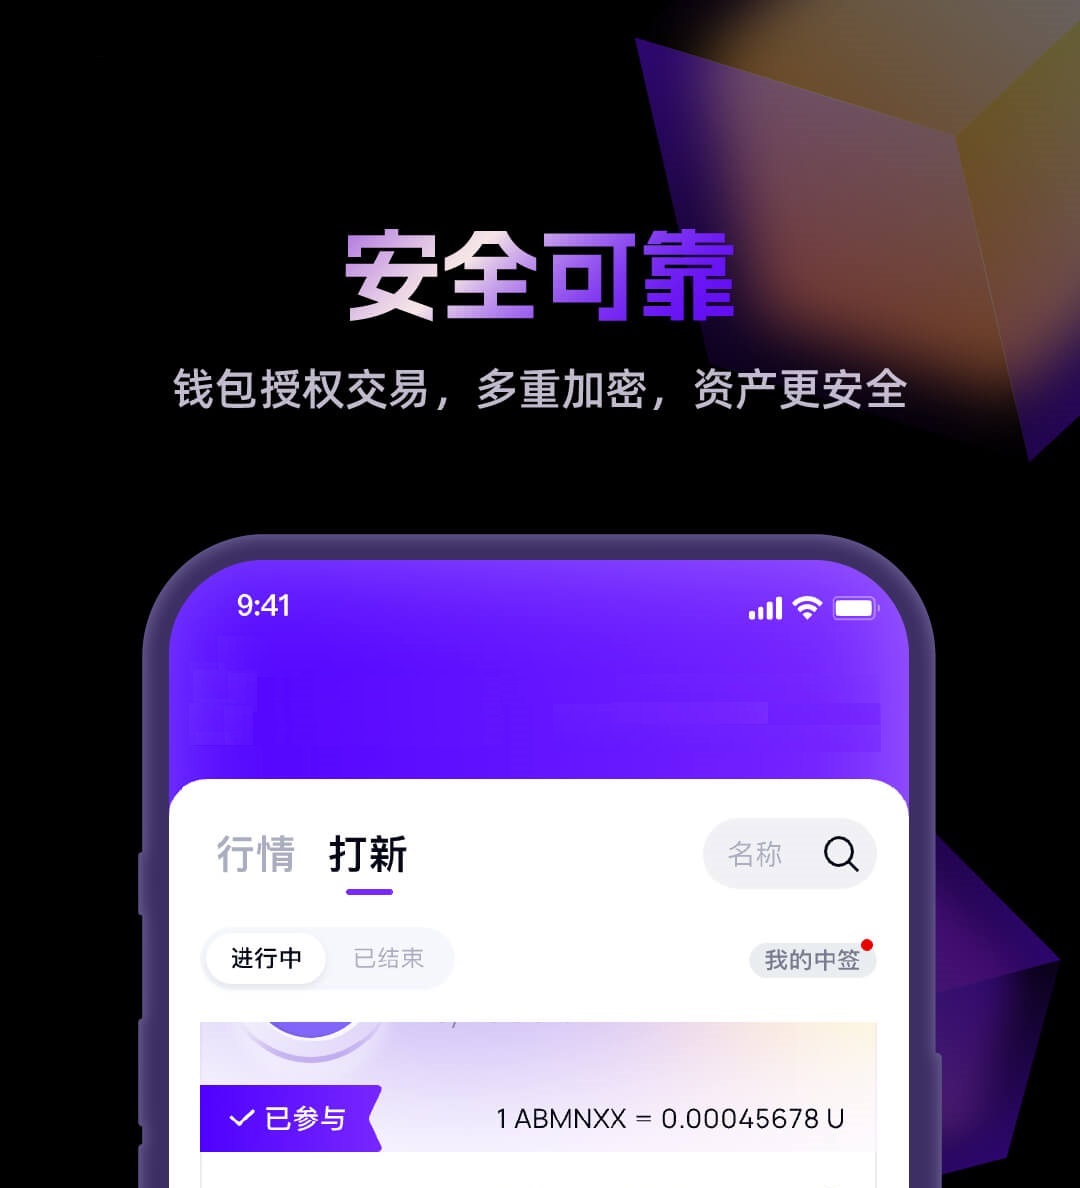 安全可靠
钱包授权交易，多重加密，资产更安全
9:41
行情 打新 名称
进行中 已结束 我的中签
已参与 1 ABMNXX = 0.00045678 U